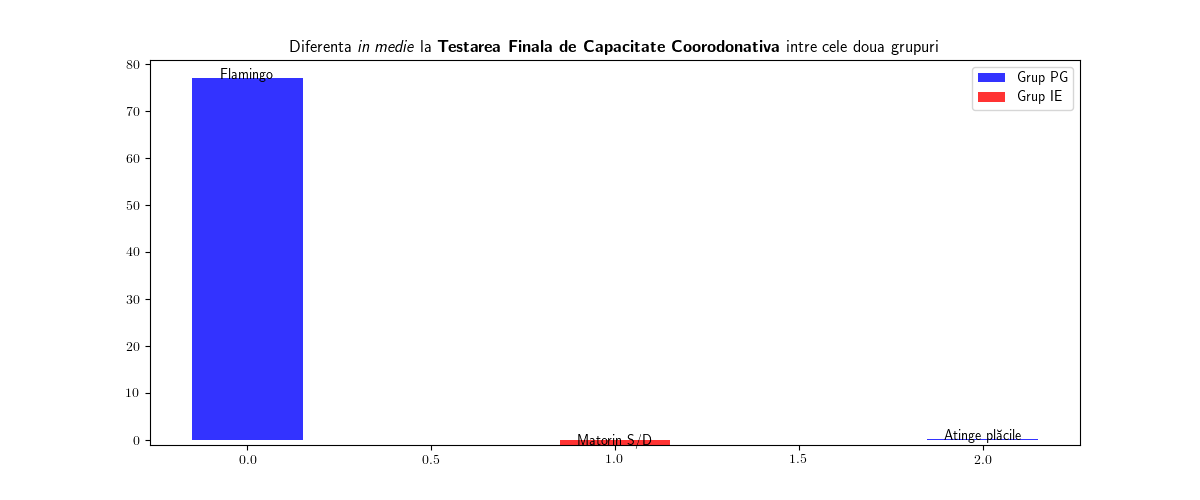 Diferenta in medie la Testarea Finala de Capacitate Coorodonativa intre cele doua grupuri
80
70
60
50
40
30
20
10
0
Flamingo
Matorin S/D
Atinge plăcile
Grup PG
Grup IE
0.0
0.5
1.0
1.5
2.0